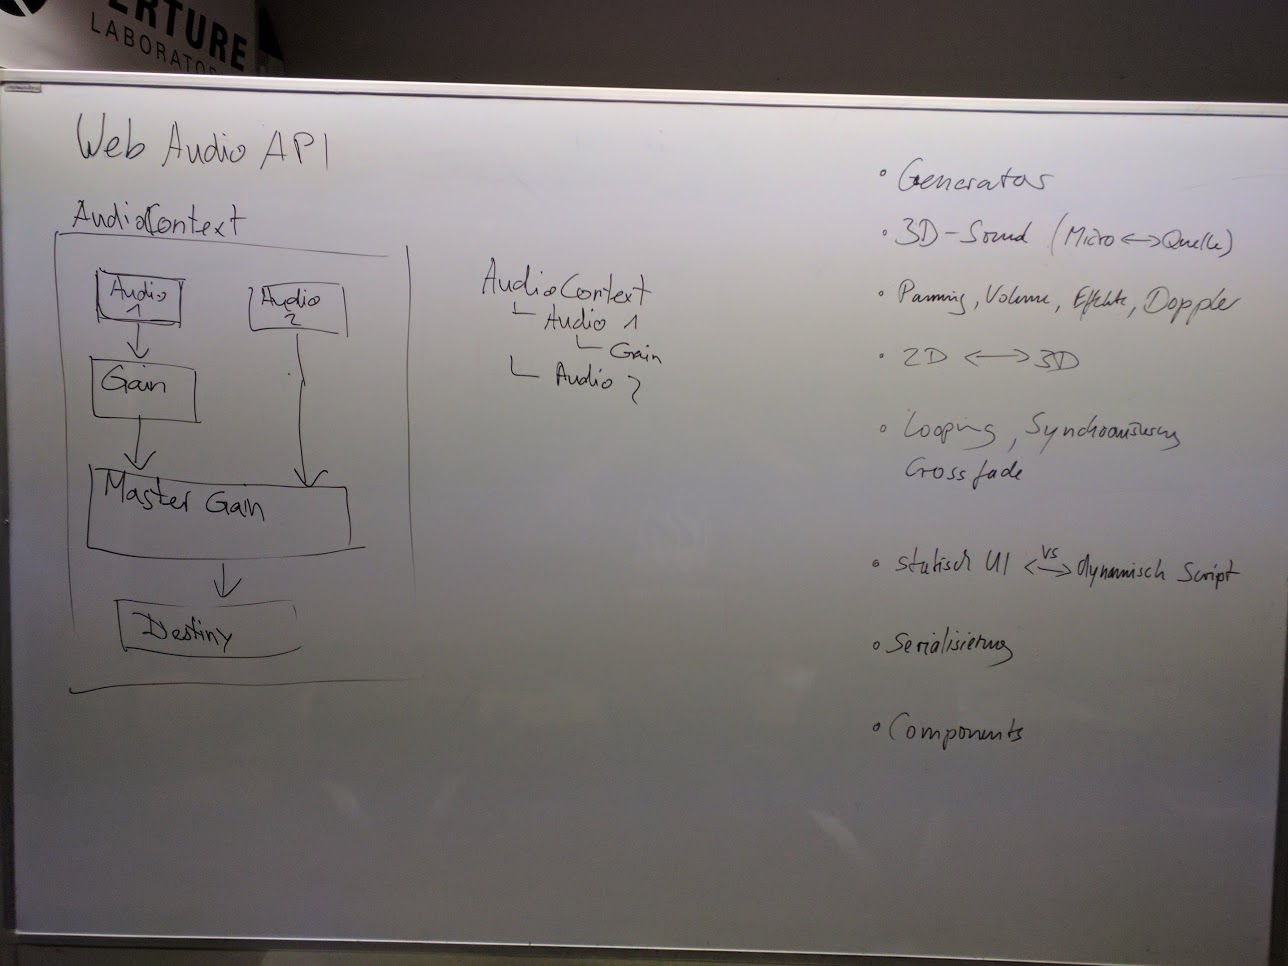 ERTURE
LABORATO
Web Audio API
AudioContext
Audio
1
Audio
2
Gain
Master Gain
Destiny
AudioContext
Audio 1
Gain
Audio 2
• Generator
• 3D-Sound (Micro <-> Quelle)
• Panning, Volume, Effekte, Doppler
• 2D <-> 3D
• Looping, Synchronisierung
Crossfade
• statisch UI <-> vs dynamisch Script
• Serialisierung
• Components